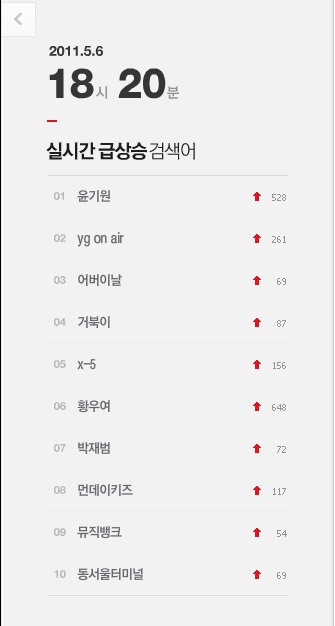 2011.5.6
18시 20분
실시간 급상승 검색어
01 윤기원 528
02 yg on air 261
03 어버이날 69
04 거북이 87
05 x-5 156
06 황우여 648
07 박재범 72
08 먼데이키즈 117
09 뮤직뱅크 54
10 동서울터미널 69